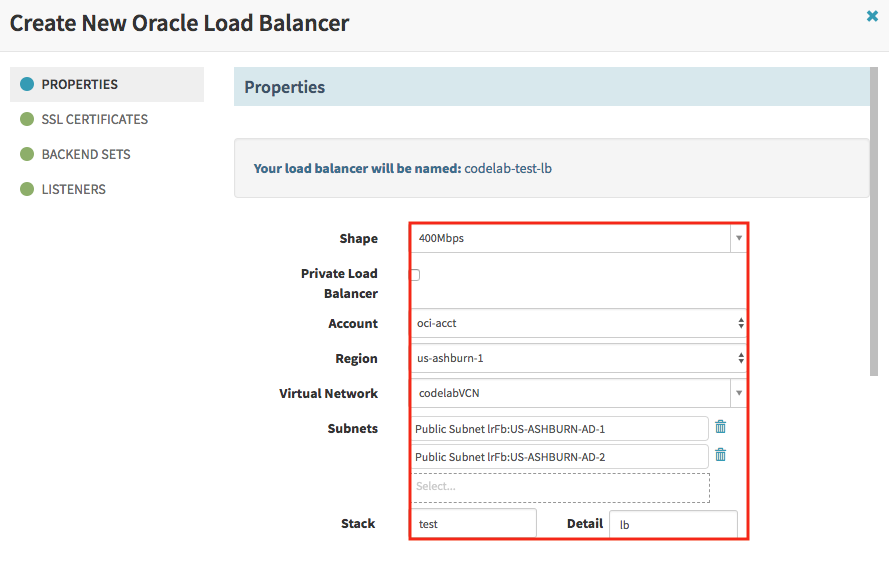 Create New Oracle Load Balancer
PROPERTIES
SSL CERTIFICATES
BACKEND SETS
LISTENERS
Properties
Your load balancer will be named: codelab-test-lb
Shape 400Mbps
Private Load
Balancer
Account oci-acct
Region us-ashburn-1
Virtual Network codelabVCN
Subnets Public Subnet lrFb:US-ASHBURN-AD-1
Public Subnet lrFb:US-ASHBURN-AD-2
Select...
Stack test Detail lb